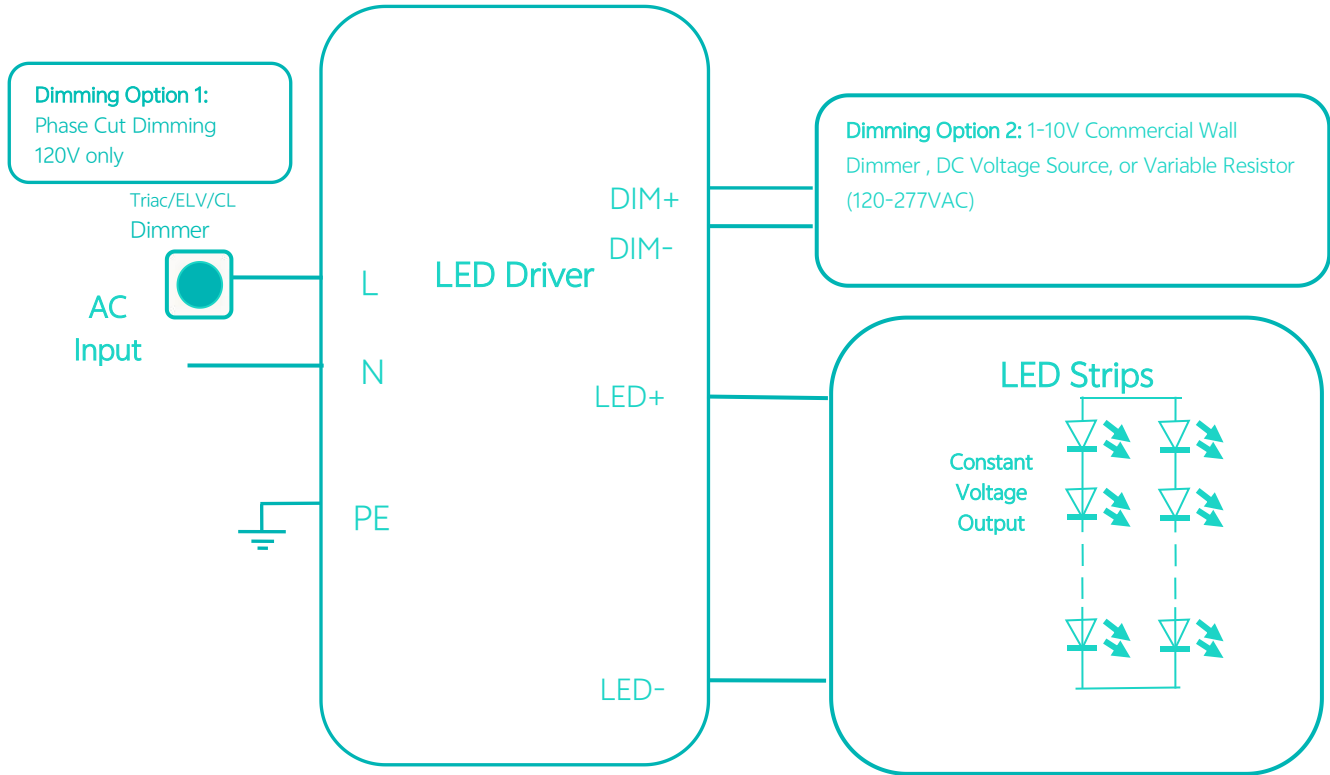 Dimming Option 1:
Phase Cut Dimming
120V only
Triac/ELV/CL
Dimmer
AC
Input
L
N
PE
LED Driver
DIM+
DIM-
LED+
LED-
Dimming Option 2: 1-10V Commercial Wall
Dimmer , DC Voltage Source, or Variable Resistor
(120-277VAC)
LED Strips
Constant
Voltage
Output